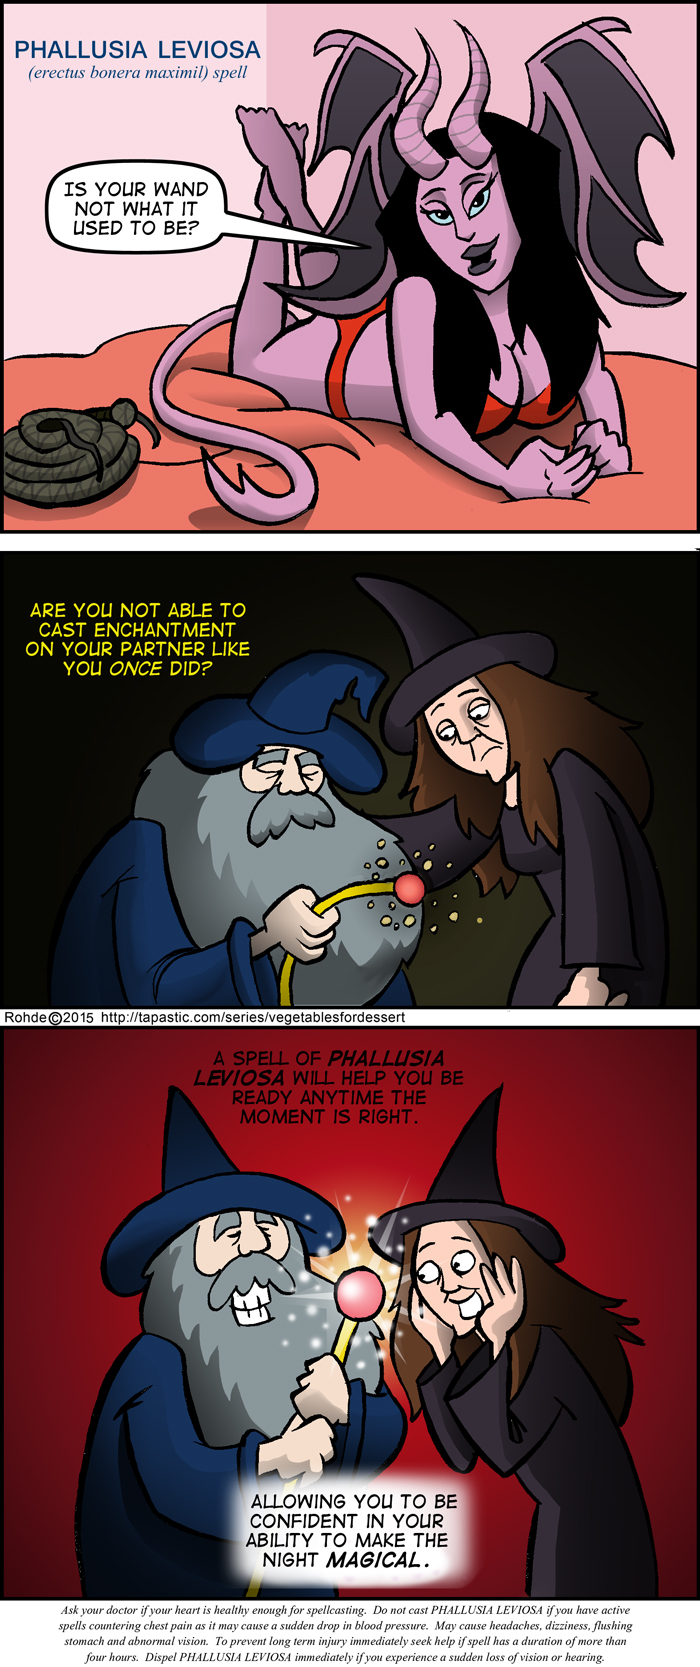 PHALLUSIA LEVIOSA
(erectus bonera maximil) spell
IS YOUR WAND
NOT WHAT IT
USED TO BE?
ARE YOU NOT ABLE TO
CAST ENCHANTMENT
ON YOUR PARTNER LIKE
YOU ONCE DID?
Rohde©2015 http://tapastic.com/series/vegetablesfordessert
A SPELL OF PHALLUSIA
LEVIOSA WILL HELP YOU BE
READY ANYTIME THE
MOMENT IS RIGHT.
ALLOWING YOU TO BE
CONFIDENT IN YOUR
ABILITY TO MAKE THE
NIGHT MAGICAL.
Ask your doctor if your heart is healthy enough for spellcasting. Do not cast PHALLUSIA LEVIOSA if you have active
spells countering chest pain as it may cause a sudden drop in blood pressure. May cause headaches, dizziness, flushing
stomach and abnormal vision. To prevent long term injury immediately seek help if spell has a duration of more than
four hours. Dispel PHALLUSIA LEVIOSA immediately if you experience a sudden loss of vision or hearing.